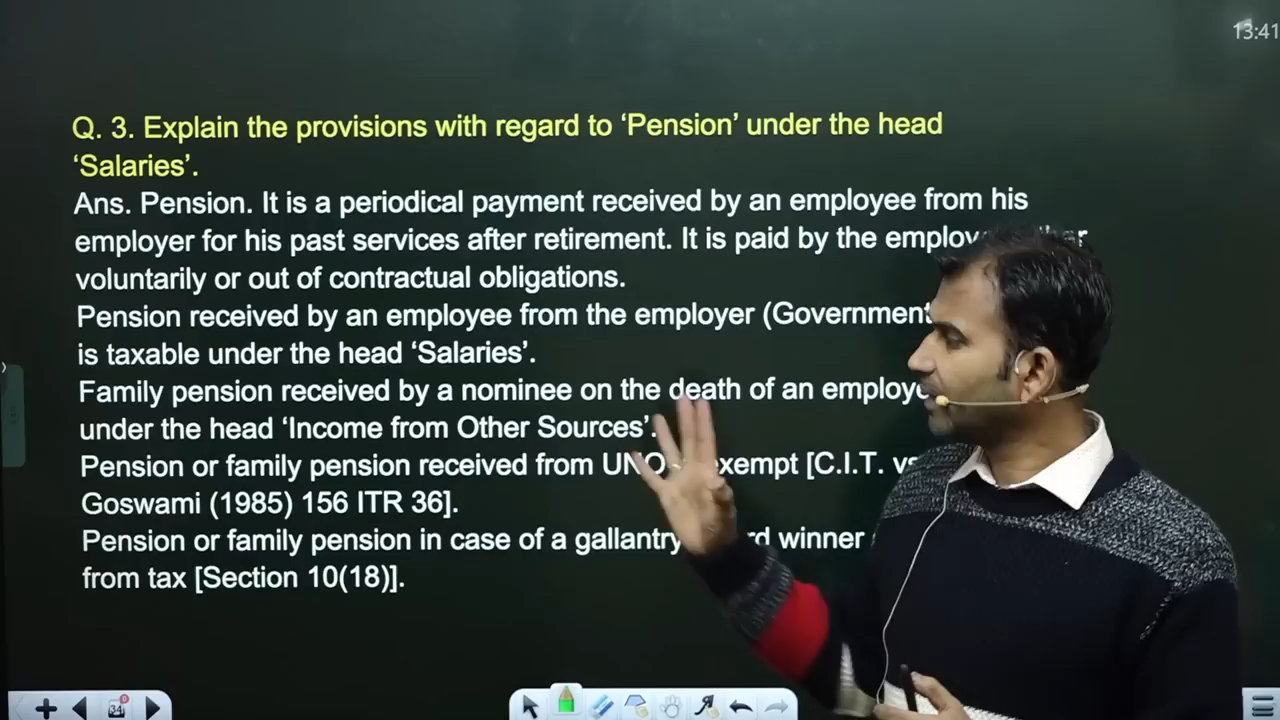 13:41
Q. 3. Explain the provisions with regard to ‘Pension’ under the head
‘Salaries’.
Ans. Pension. It is a periodical payment received by an employee from his
employer for his past services after retirement. It is paid by the
voluntarily or out of contractual obligations.
Pension received by an employee from the employer (Government
is taxable under the head ‘Salaries’.
Family pension received by a nominee on the death of an
under the head ‘Income from Other Sources’.
Pension or family pension received from UNO exempt [C.I.T. vs
Goswami (1985) 156 ITR 36].
Pension or family pension in case of a gallantry winner
from tax [Section 10(18)].
34